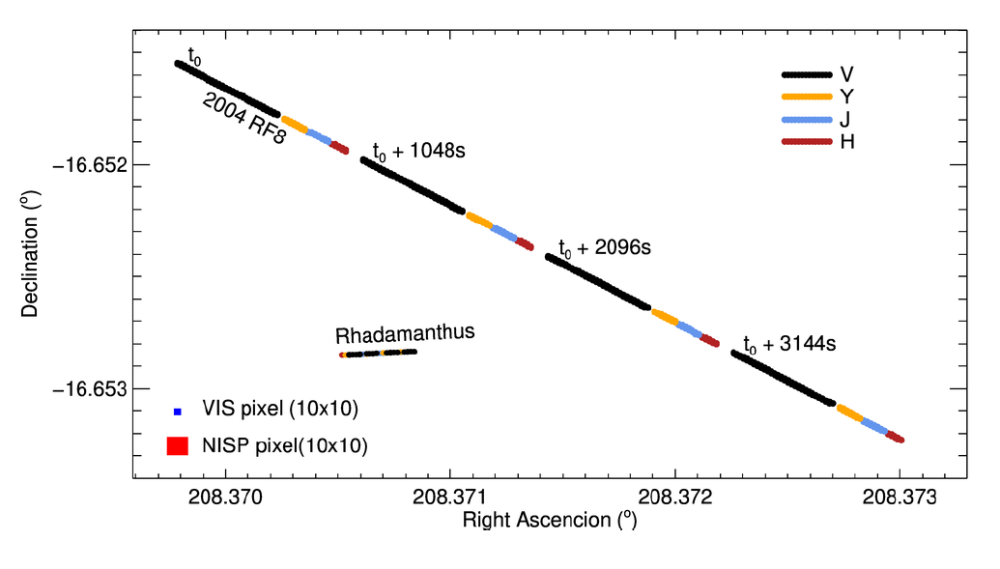 t₀
2004 RF8
t₀ + 1048s
t₀ + 2096s
t₀ + 3144s
V
Y
J
H
Rhadamanthus
VIS pixel (10x10)
NISP pixel(10x10)
−16.652
−16.653
Declination (°)
208.370 208.371 208.372 208.373
Right Ascencion (°)